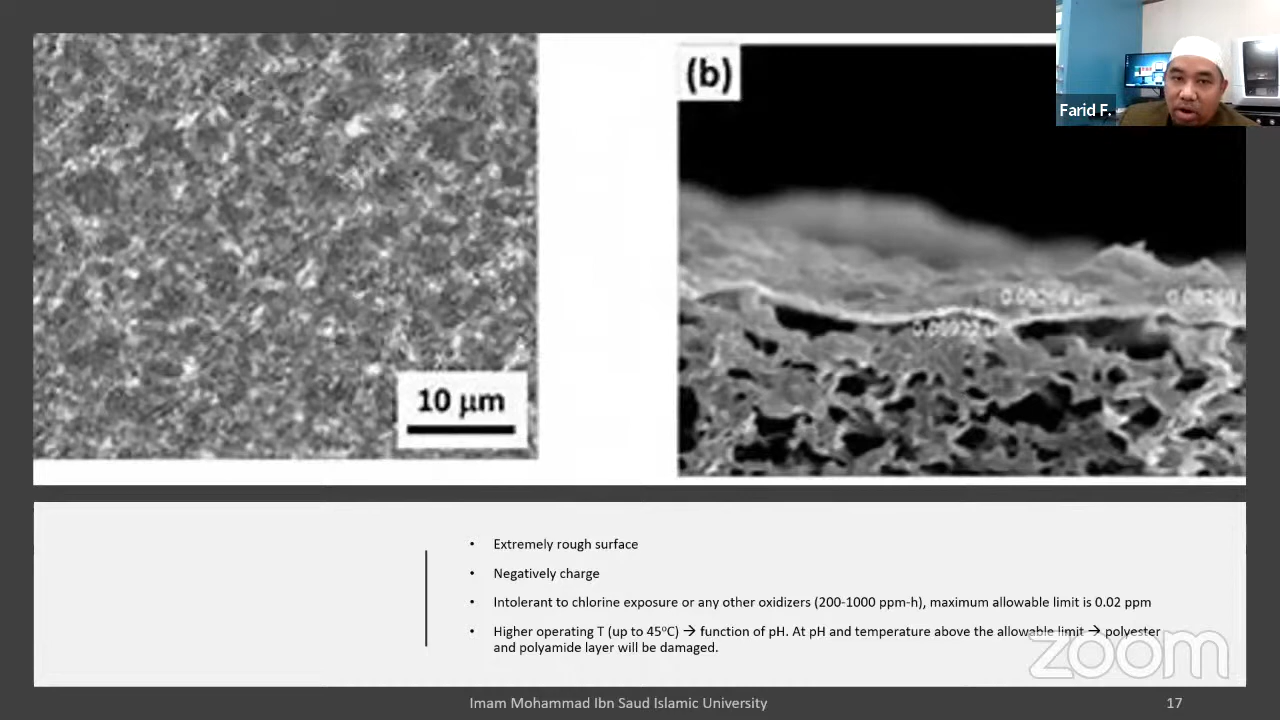 (b)
Farid F.
10 μm
• Extremely rough surface
• Negatively charge
• Intolerant to chlorine exposure or any other oxidizers (200-1000 ppm-h), maximum allowable limit is 0.02 ppm
• Higher operating T (up to 45°C) → function of pH. At pH and temperature above the allowable limit → polyester
and polyamide layer will be damaged.
zoom
Imam Mohammad Ibn Saud Islamic University
17